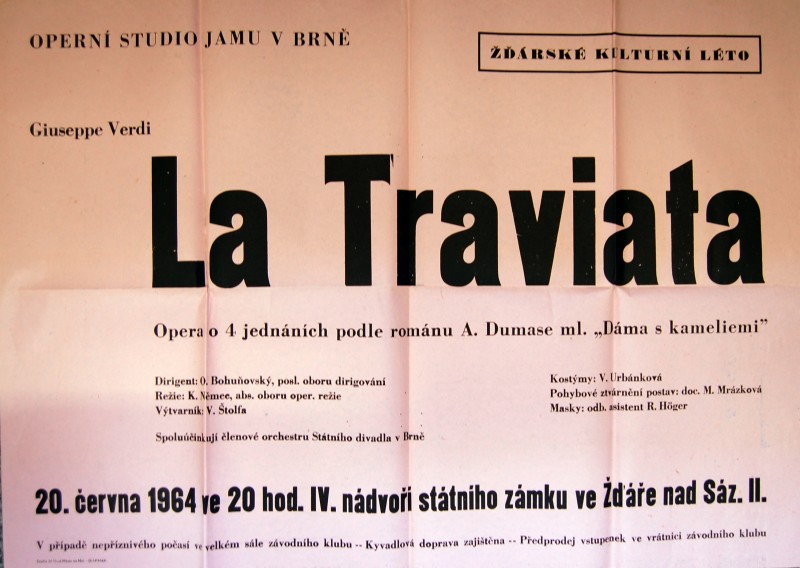 OPERNÍ STUDIO JAMU V BRNĚ
ŽĎÁRSKÉ KULTURNÍ LÉTO
Giuseppe Verdi
La Traviata
Opera o 4 jednáních podle románu A. Dumase ml. „Dáma s kameliemi”
Dirigent: O. Bohuňovský, posl. oboru dirigování
Režie: K. Němec, abs. oboru oper. režie
Výtvarník: V. Štolfa
Kostýmy: V. Urbánková
Pohybové ztvárnění postav: doc. M. Mrázková
Masky: odb. asistent R. Höger
Spoluúčinkují členové orchestru Státního divadla v Brně
20. června 1964 ve 20 hod. IV. nádvoří státního zámku ve Žďáře nad Sáz. II.
V případě nepříznivého počasí ve velkém sále závodního klubu -- Kyvadlová doprava zajištěna -- Předprodej vstupenek ve vrátnici závodního klubu